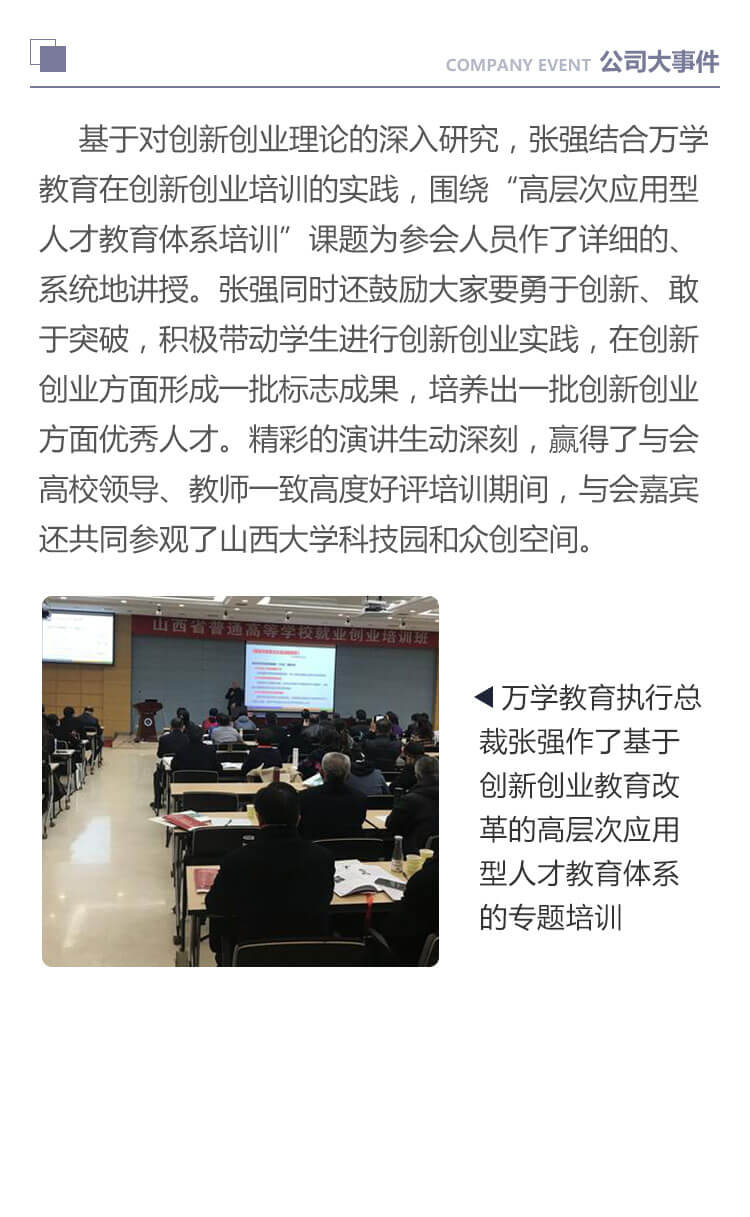 COMPANY EVENT 公司大事件
基于对创新创业理论的深入研究，张强结合万学
教育在创新创业培训的实践，围绕“高层次应用型
人才教育体系培训”课题为参会人员作了详细的、
系统地讲授。张强同时还鼓励大家要勇于创新、敢
于突破，积极带动学生进行创新创业实践，在创新
创业方面形成一批标志成果，培养出一批创新创业
方面优秀人才。精彩的演讲生动深刻，赢得了与会
高校领导、教师一致高度好评培训期间，与会嘉宾
还共同参观了山西大学科技园和众创空间。
山西省普通高等学校就业创业培训班
万学教育执行总
裁张强作了基于
创新创业教育改
革的高层次应用
型人才教育体系
的专题培训